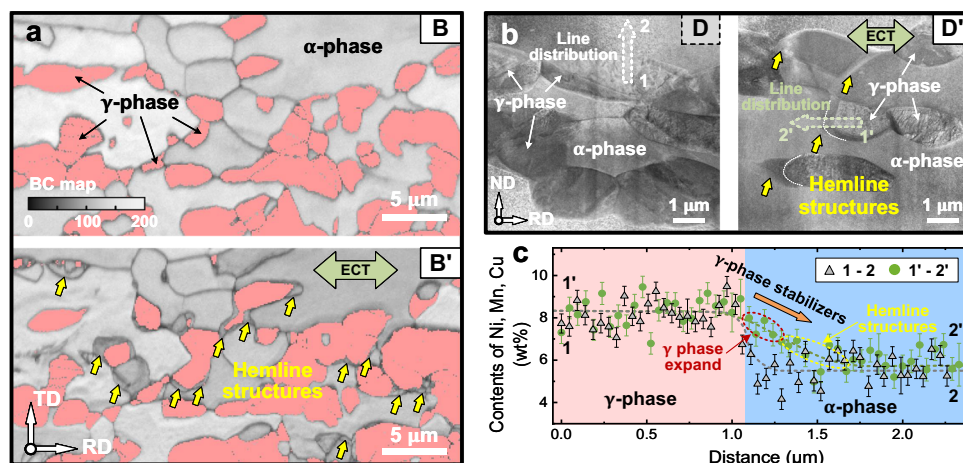 a
B
α-phase
γ-phase
BC map
0
100
200
5 μm
B'
ECT
Hemline
structures
TD
RD
5 μm
b
D
2
Line
distribution
1
γ-phase
α-phase
ND
RD
1 μm
D'
ECT
γ-phase
Line
distribution
2'
1'
α-phase
Hemline
structures
1 μm
c
Contents of Ni, Mn, Cu
(wt%)
10
8
6
4
1 - 2
1' - 2'
1'
1
γ-phase stabilizers
Hemline
structures
γ phase
expand
2'
2
γ-phase
α-phase
0.0
0.5
1.0
1.5
2.0
Distance (μm)